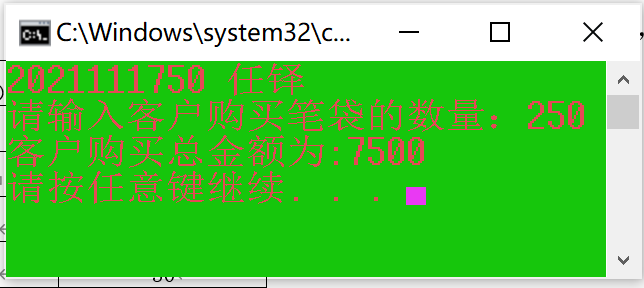 C:\Windows\system32\c...
2021111750 任铎
请输入客户购买笔袋的数量：250
客户购买总金额为:7500
请按任意键继续. . .